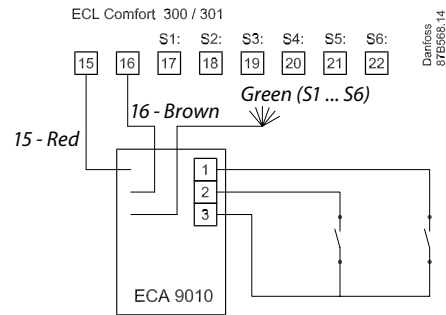 ECL Comfort 300 / 301
S1: S2: S3: S4: S5: S6:
15 16 17 18 19 20 21 22
Danfoss
87B568.14
Green (S1 ... S6)
16 - Brown
15 - Red
1
2
3
ECA 9010